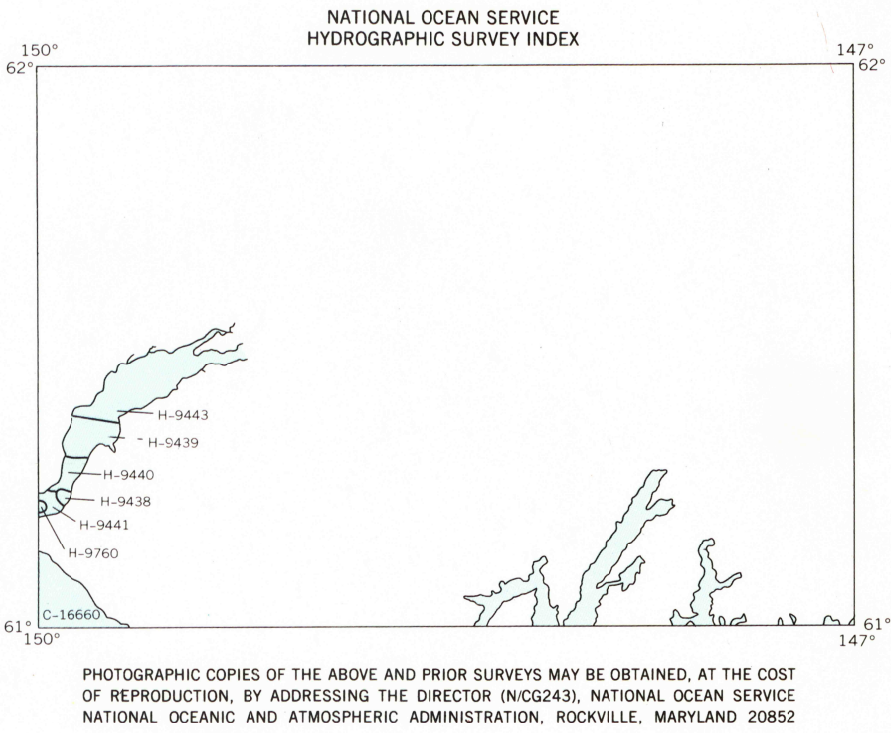 NATIONAL OCEAN SERVICE
HYDROGRAPHIC SURVEY INDEX
150° 147°
62° 62°
H-9443
H-9439
H-9440
H-9438
H-9441
H-9760
C-16660
61° 61°
150° 147°
PHOTOGRAPHIC COPIES OF THE ABOVE AND PRIOR SURVEYS MAY BE OBTAINED, AT THE COST
OF REPRODUCTION, BY ADDRESSING THE DIRECTOR (N/CG243), NATIONAL OCEAN SERVICE
NATIONAL OCEANIC AND ATMOSPHERIC ADMINISTRATION, ROCKVILLE, MARYLAND 20852